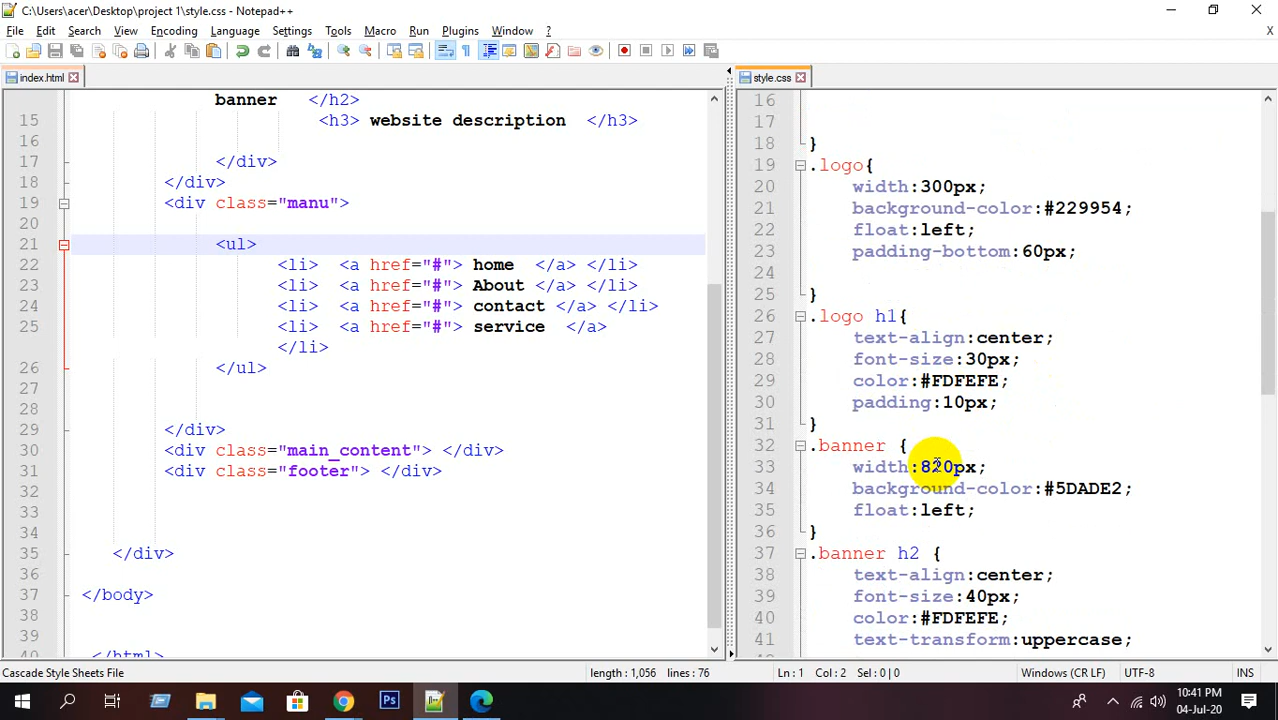 C:\Users\acer\Desktop\project 1\style.css - Notepad++
File Edit Search View Encoding Language Settings Tools Macro Run Plugins Window ? X
index.html
banner </h2>
15 <h3> website description </h3>
16
17 </div>
18 </div>
19 <div class="manu">
20
21 <ul>
22 <li> <a href="#"> home </a> </li>
23 <li> <a href="#"> About </a> </li>
24 <li> <a href="#"> contact </a> </li>
25 <li> <a href="#"> service </a>
</li>
26 </ul>
27
28
29 </div>
30 <div class="main_content"> </div>
31 <div class="footer"> </div>
32
33
34
35 </div>
36
37 </body>
38
39
40 </html>
style.css
16
17
18 }
19 .logo{
20 width:300px;
21 background-color:#229954;
22 float:left;
23 padding-bottom:60px;
24
25 }
26 .logo h1{
27 text-align:center;
28 font-size:30px;
29 color:#FDFEFE;
30 padding:10px;
31 }
32 .banner {
33 width:820px;
34 background-color:#5DADE2;
35 float:left;
36 }
37 .banner h2 {
38 text-align:center;
39 font-size:40px;
40 color:#FDFEFE;
41 text-transform:uppercase;
Cascade Style Sheets File length : 1,056 lines : 76 Ln : 1 Col : 2 Sel : 0 | 0 Windows (CR LF) UTF-8 INS
Ps
10:41 PM
04-Jul-20